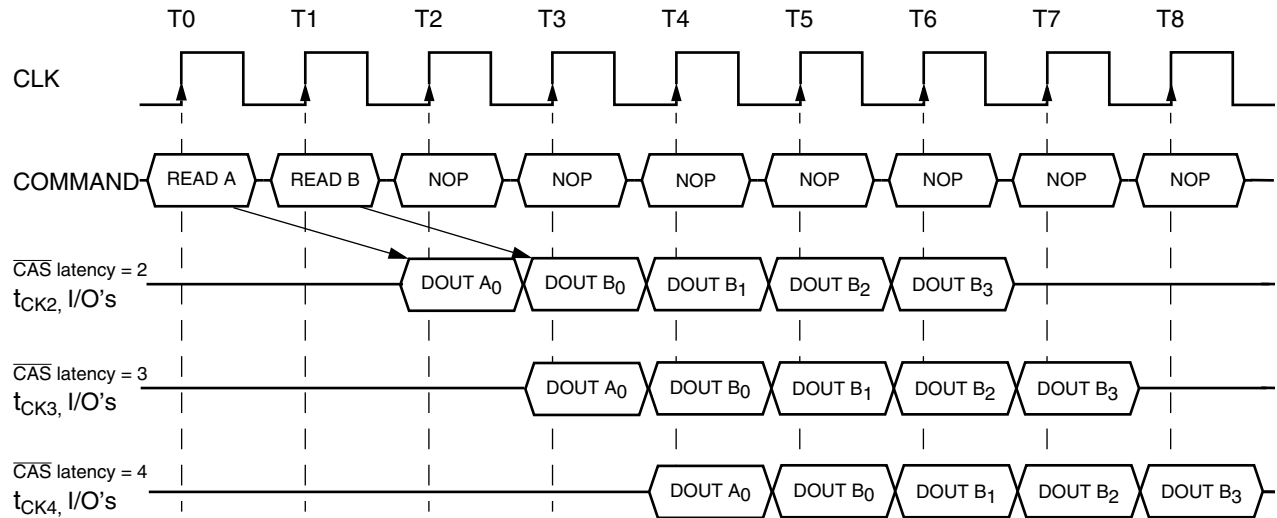 T0 T1 T2 T3 T4 T5 T6 T7 T8
CLK
COMMAND READ A READ B NOP NOP NOP NOP NOP NOP NOP
CAS latency = 2
tCK2, I/O's DOUT A0 DOUT B0 DOUT B1 DOUT B2 DOUT B3
CAS latency = 3
tCK3, I/O's DOUT A0 DOUT B0 DOUT B1 DOUT B2 DOUT B3
CAS latency = 4
tCK4, I/O's DOUT A0 DOUT B0 DOUT B1 DOUT B2 DOUT B3